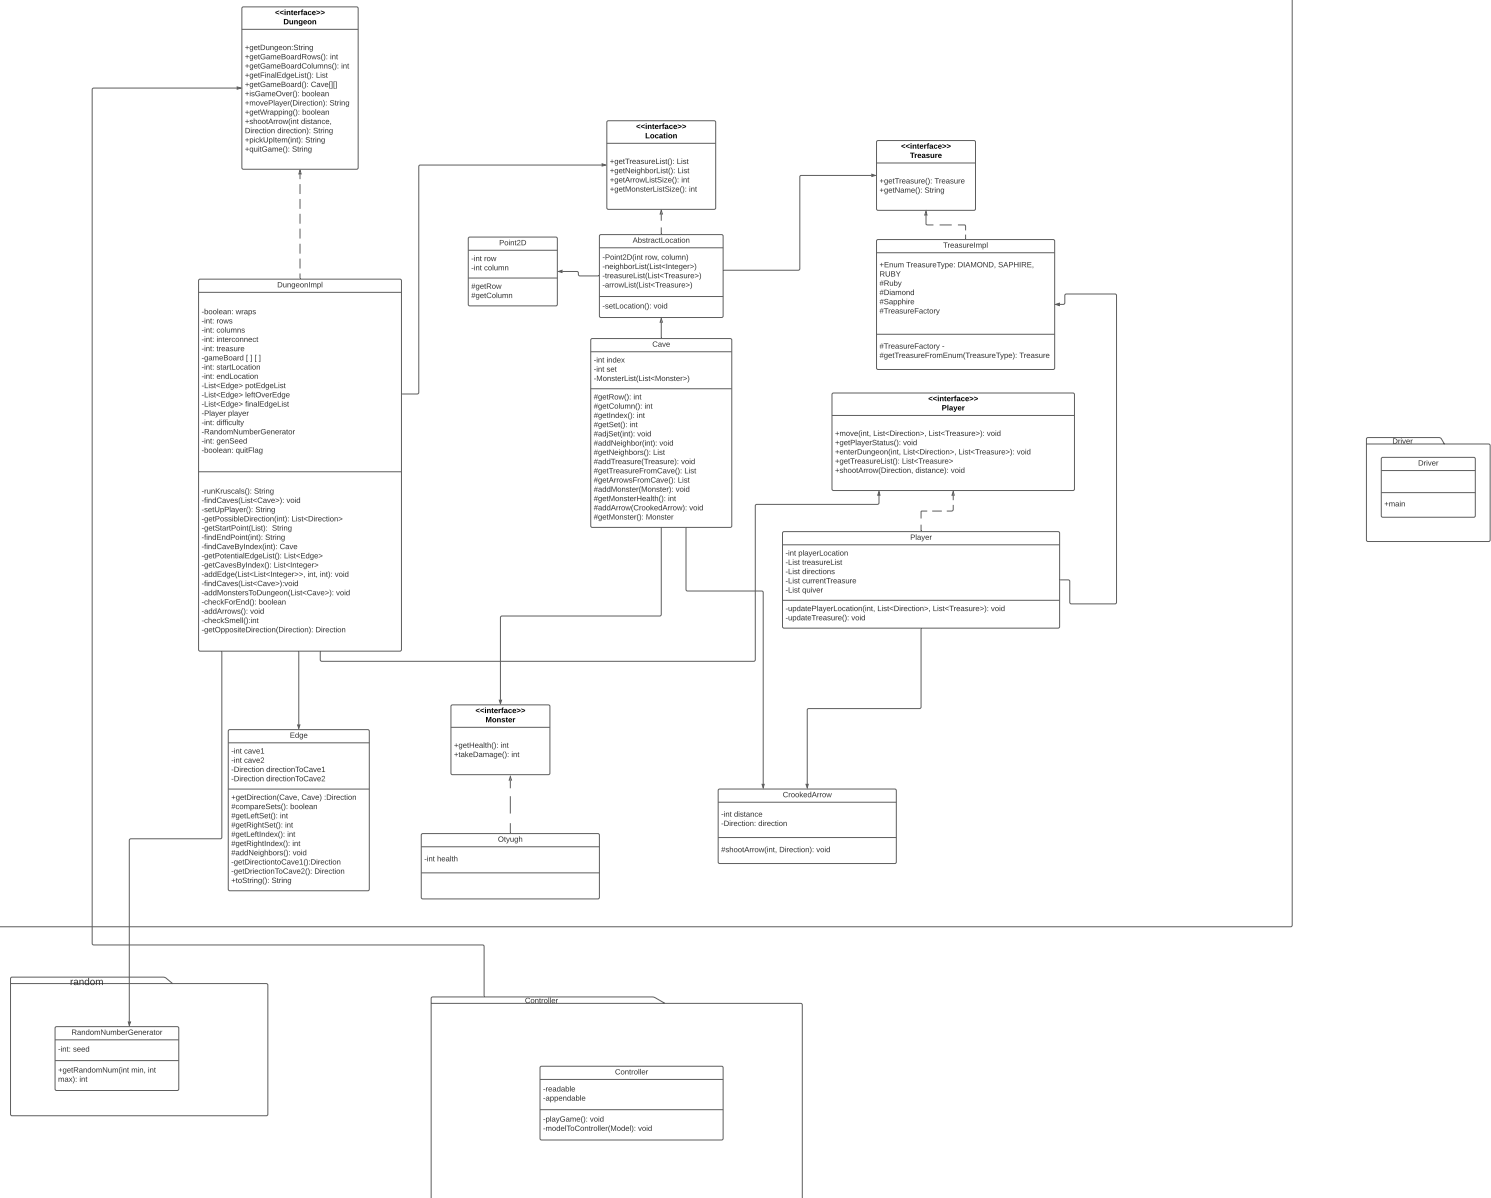 <<interface>>
Dungeon
+getDungeon:String
+getGameBoardRows(): int
+getGameBoardColumns(): int
+getFinalEdgeList(): List
+getGameBoard(): Cave[][]
+isGameOver(): boolean
+movePlayer(Direction): String
+getWrapping(): boolean
+shootArrow(int distance,
Direction direction): String
+pickUpItem(int): String
+quitGame(): String
<<interface>>
Location
+getTreasureList(): List
+getNeighborList(): List
+getArrowListSize(): int
+getMonsterListSize(): int
<<interface>>
Treasure
+getTreasure(): Treasure
+getName(): String
Point2D
-int row
-int column
#getRow
#getColumn
AbstractLocation
-Point2D(int row, column)
-neighborList(List<Integer>)
-treasureList(List<Treasure>)
-arrowList(List<Treasure>)
-setLocation(): void
TreasureImpl
+Enum TreasureType: DIAMOND, SAPHIRE,
RUBY
#Ruby
#Diamond
#Sapphire
#TreasureFactory
#TreasureFactory -
#getTreasureFromEnum(TreasureType): Treasure
DungeonImpl
-boolean: wraps
-int: rows
-int: columns
-int: interconnect
-int: treasure
-gameBoard [ ] [ ]
-int: startLocation
-int: endLocation
-List<Edge> potEdgeList
-List<Edge> leftOverEdge
-List<Edge> finalEdgeList
-Player player
-int: difficulty
-RandomNumberGenerator
-int: genSeed
-boolean: quitFlag
-runKruscals(): String
-findCaves(List<Cave>): void
-setUpPlayer(): String
-getPossibleDirection(int): List<Direction>
-getStartPoint(List):  String
-findEndPoint(int): String
-findCaveByIndex(int): Cave
-getPotentialEdgeList(): List<Edge>
-getCavesByIndex(): List<Integer>
-addEdge(List<List<Integer>>, int, int): void
-findCaves(List<Cave>):void
-addMonstersToDungeon(List<Cave>): void
-checkForEnd(): boolean
-addArrows(): void
-checkSmell():int
-getOppositeDirection(Direction): Direction
Cave
-int index
-int set
-MonsterList(List<Monster>)
#getRow(): int
#getColumn(): int
#getIndex(): int
#getSet(): int
#adjSet(int): void
#addNeighbor(int): void
#getNeighbors(): List
#addTreasure(Treasure): void
#getTreasureFromCave(): List
#getArrowsFromCave(): List
#addMonster(Monster): void
#getMonsterHealth(): int
#addArrow(CrookedArrow): void
#getMonster(): Monster
<<interface>>
Player
+move(int, List<Direction>, List<Treasure>): void
+getPlayerStatus(): void
+enterDungeon(int, List<Direction>, List<Treasure>): void
+getTreasureList(): List<Treasure>
+shootArrow(Direction, distance): void
Player
-int playerLocation
-List treasureList
-List directions
-List currentTreasure
-List quiver
-updatePlayerLocation(int, List<Direction>, List<Treasure>): void
-updateTreasure(): void
Driver
Driver
+main
Edge
-int cave1
-int cave2
-Direction directionToCave1
-Direction directionToCave2
+getDirection(Cave, Cave) :Direction
#compareSets(): boolean
#getLeftSet(): int
#getRightSet(): int
#getLeftIndex(): int
#getRightIndex(): int
#addNeighbors(): void
-getDirectiontoCave1():Direction
-getDriectionToCave2(): Direction
+toString(): String
<<interface>>
Monster
+getHealth(): int
+takeDamage(): int
Otyugh
-int health
CrookedArrow
-int distance
-Direction: direction
#shootArrow(int, Direction): void
random
RandomNumberGenerator
-int: seed
+getRandomNum(int min, int
max): int
Controller
Controller
-readable
-appendable
-playGame(): void
-modelToController(Model): void